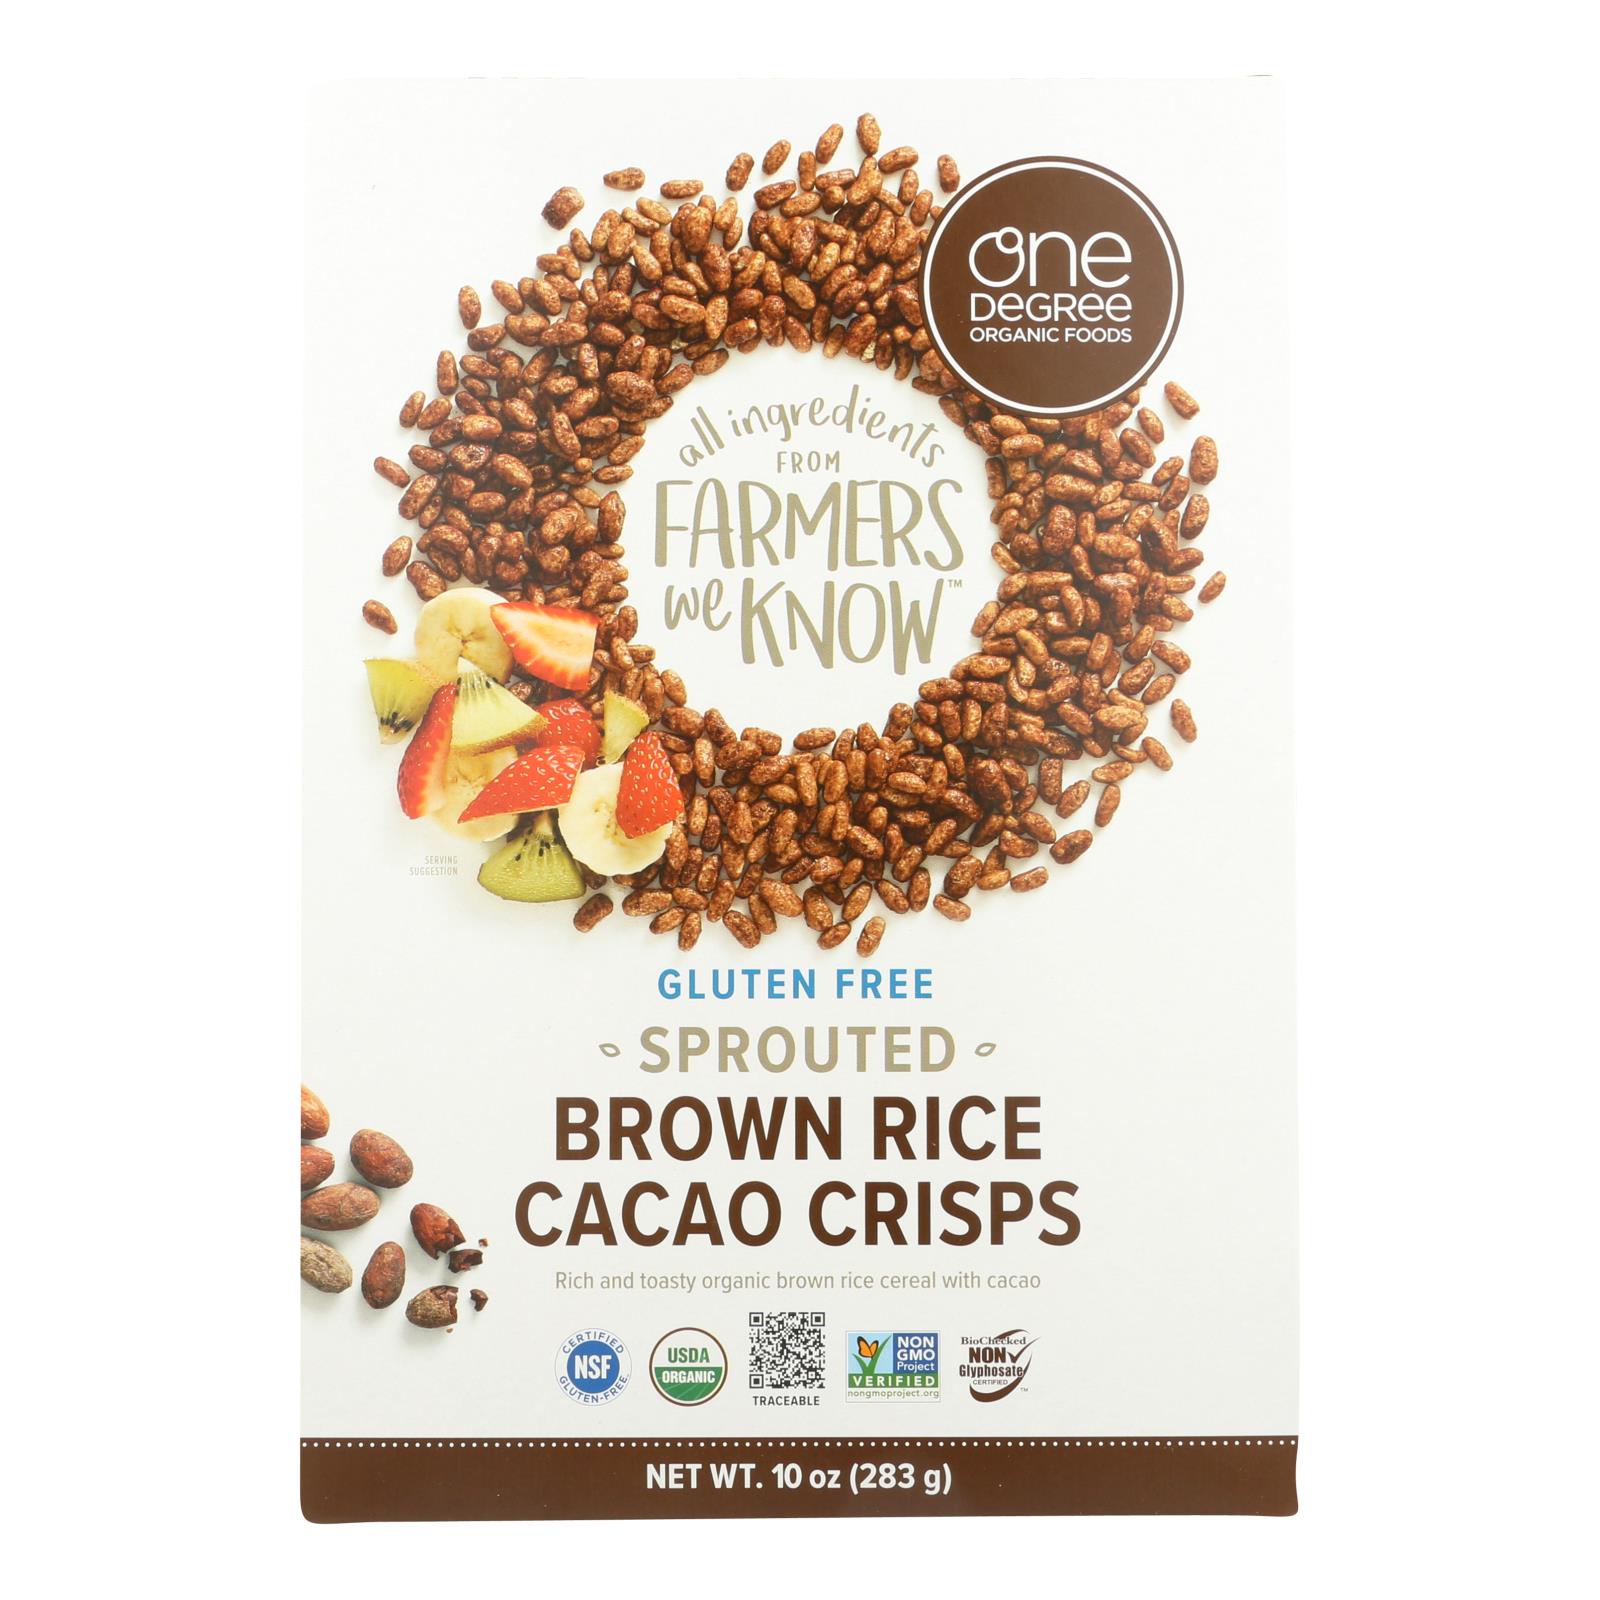 One
DEGREE
ORGANIC FOODS
all ingredients
FROM
FARMERS
we KNOW™
SERVING
SUGGESTION
GLUTEN FREE
SPROUTED
BROWN RICE
CACAO CRISPS
Rich and toasty organic brown rice cereal with cacao
CERTIFIED
NSF
GLUTEN-FREE
USDA
ORGANIC
TRACEABLE
NON
GMO
Project
VERIFIED
nongmoproject.org
BioChecked
NON
Glyphosate
CERTIFIED
™
NET WT. 10 oz (283 g)